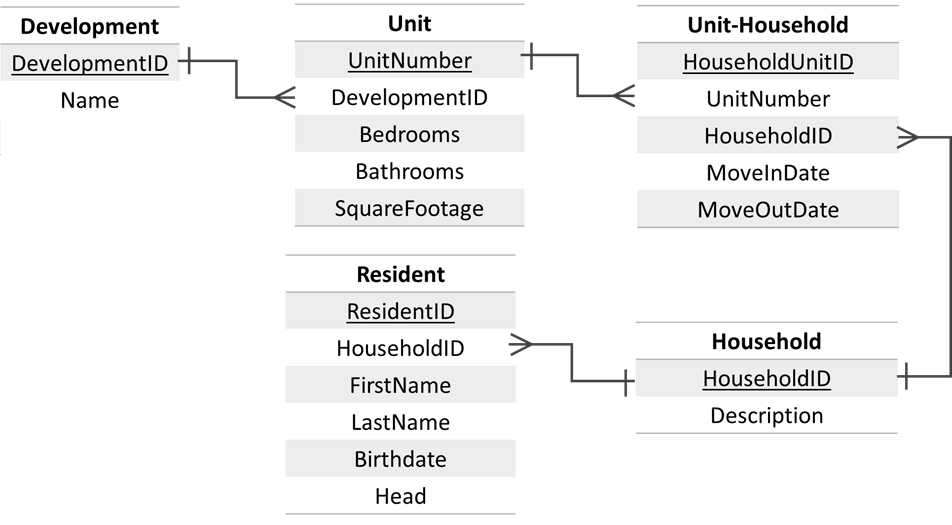 Development
DevelopmentID
Name
Unit
UnitNumber
DevelopmentID
Bedrooms
Bathrooms
SquareFootage
Unit-Household
HouseholdUnitID
UnitNumber
HouseholdID
MoveInDate
MoveOutDate
Resident
ResidentID
HouseholdID
FirstName
LastName
Birthdate
Head
Household
HouseholdID
Description